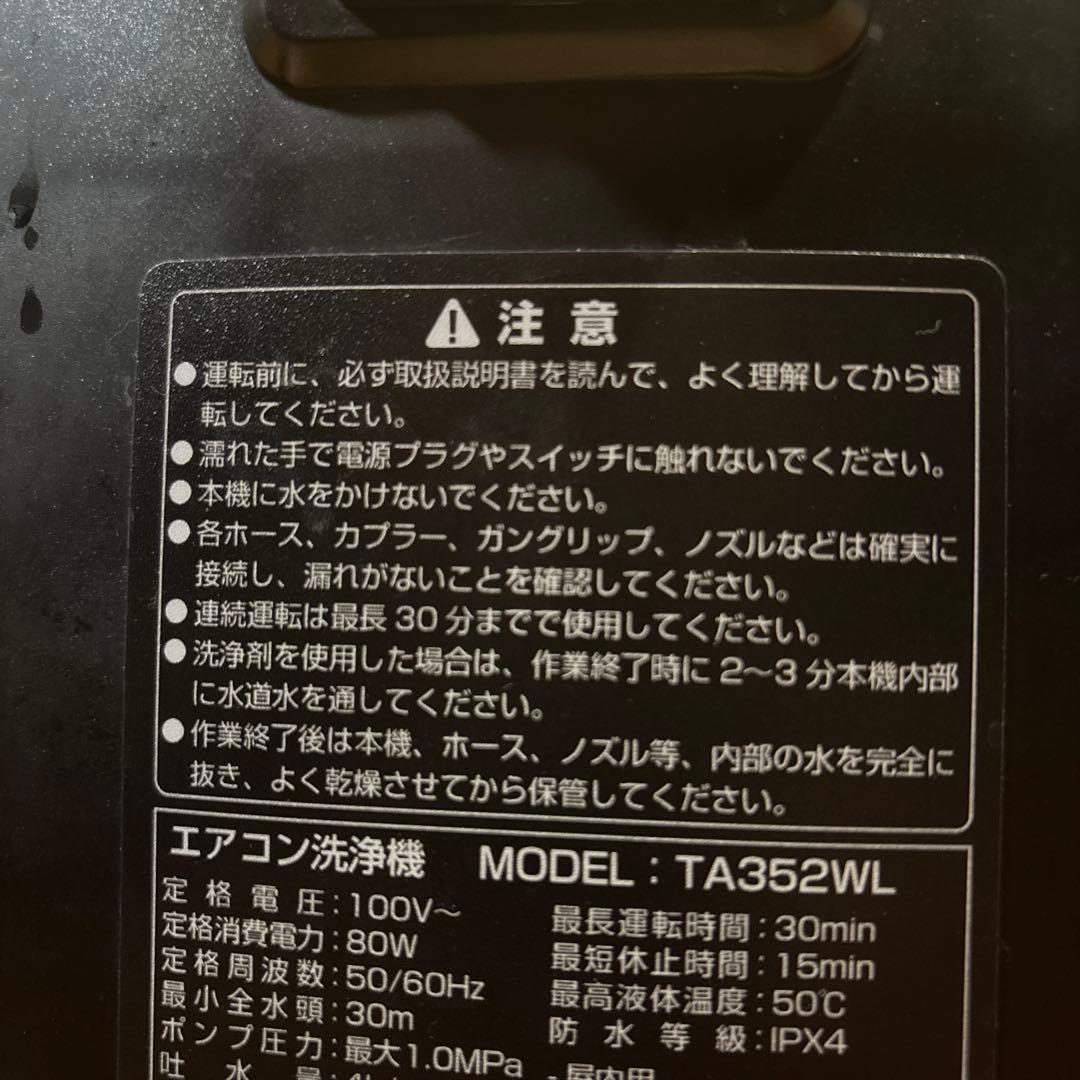 ⚠注意
●運転前に、必ず取扱説明書を読んで、よく理解してから運
転してください。
●濡れた手で電源プラグやスイッチに触れないでください。
●本機に水をかけないでください。
●各ホース、カプラー、ガングリップ、ノズルなどは確実に
接続し、漏れがないことを確認してください。
●連続運転は最長30分までで使用してください。
●洗浄剤を使用した場合は、作業終了時に2〜3分本機内部
に水道水を通してください。
●作業終了後は本機、ホース、ノズル等、内部の水を完全に
抜き、よく乾燥させてから保管してください。
エアコン洗浄機 MODEL:TA352WL
定格電圧:100V〜
定格消費電力:80W
定格周波数:50/60Hz
最小全水頭:30m
ポンプ圧力:最大1.0MPa
吐水量:4L
最長運転時間:30min
最短休止時間:15min
最高液体温度:50℃
防水等級:IPX4
屋内用